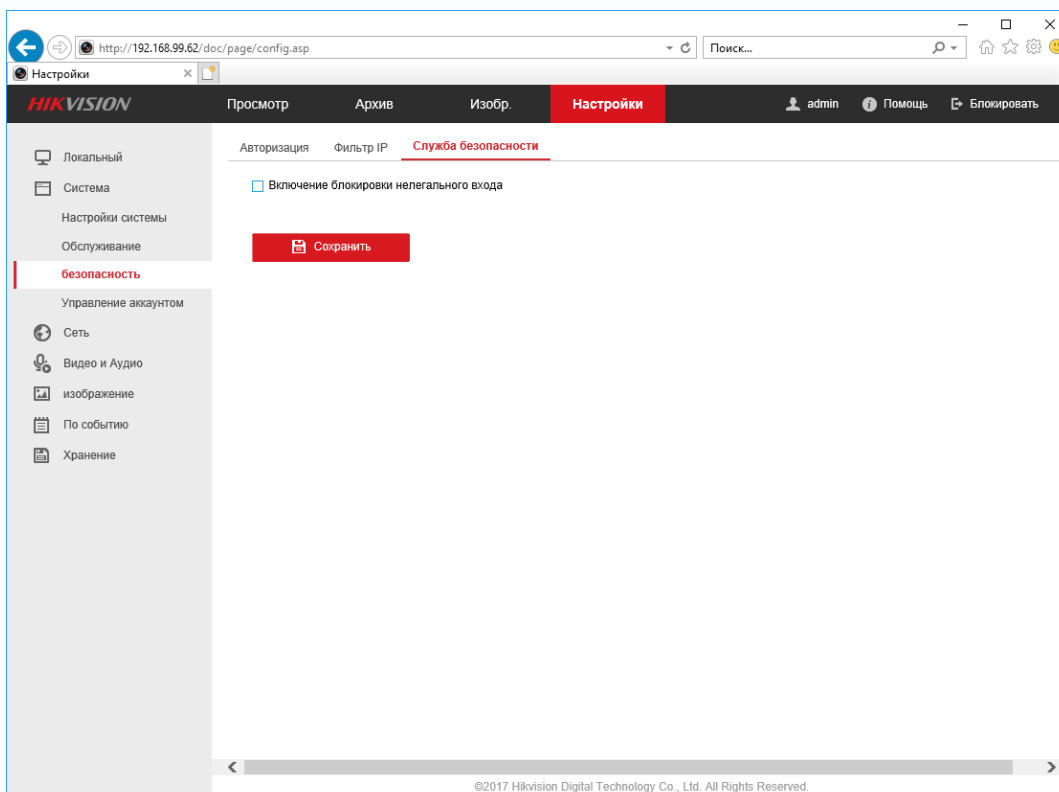 http://192.168.99.62/doc/page/config.asp
Поиск...
Настройки
HIKVISION
Просмотр
Архив
Изобр.
Настройки
admin
Помощь
Блокировать
Локальный
Система
Настройки системы
Обслуживание
безопасность
Управление аккаунтом
Сеть
Видео и Аудио
изображение
По событию
Хранение
Авторизация
Фильтр IP
Служба безопасности
Включение блокировки нелегального входа
Сохранить
©2017 Hikvision Digital Technology Co., Ltd. All Rights Reserved.